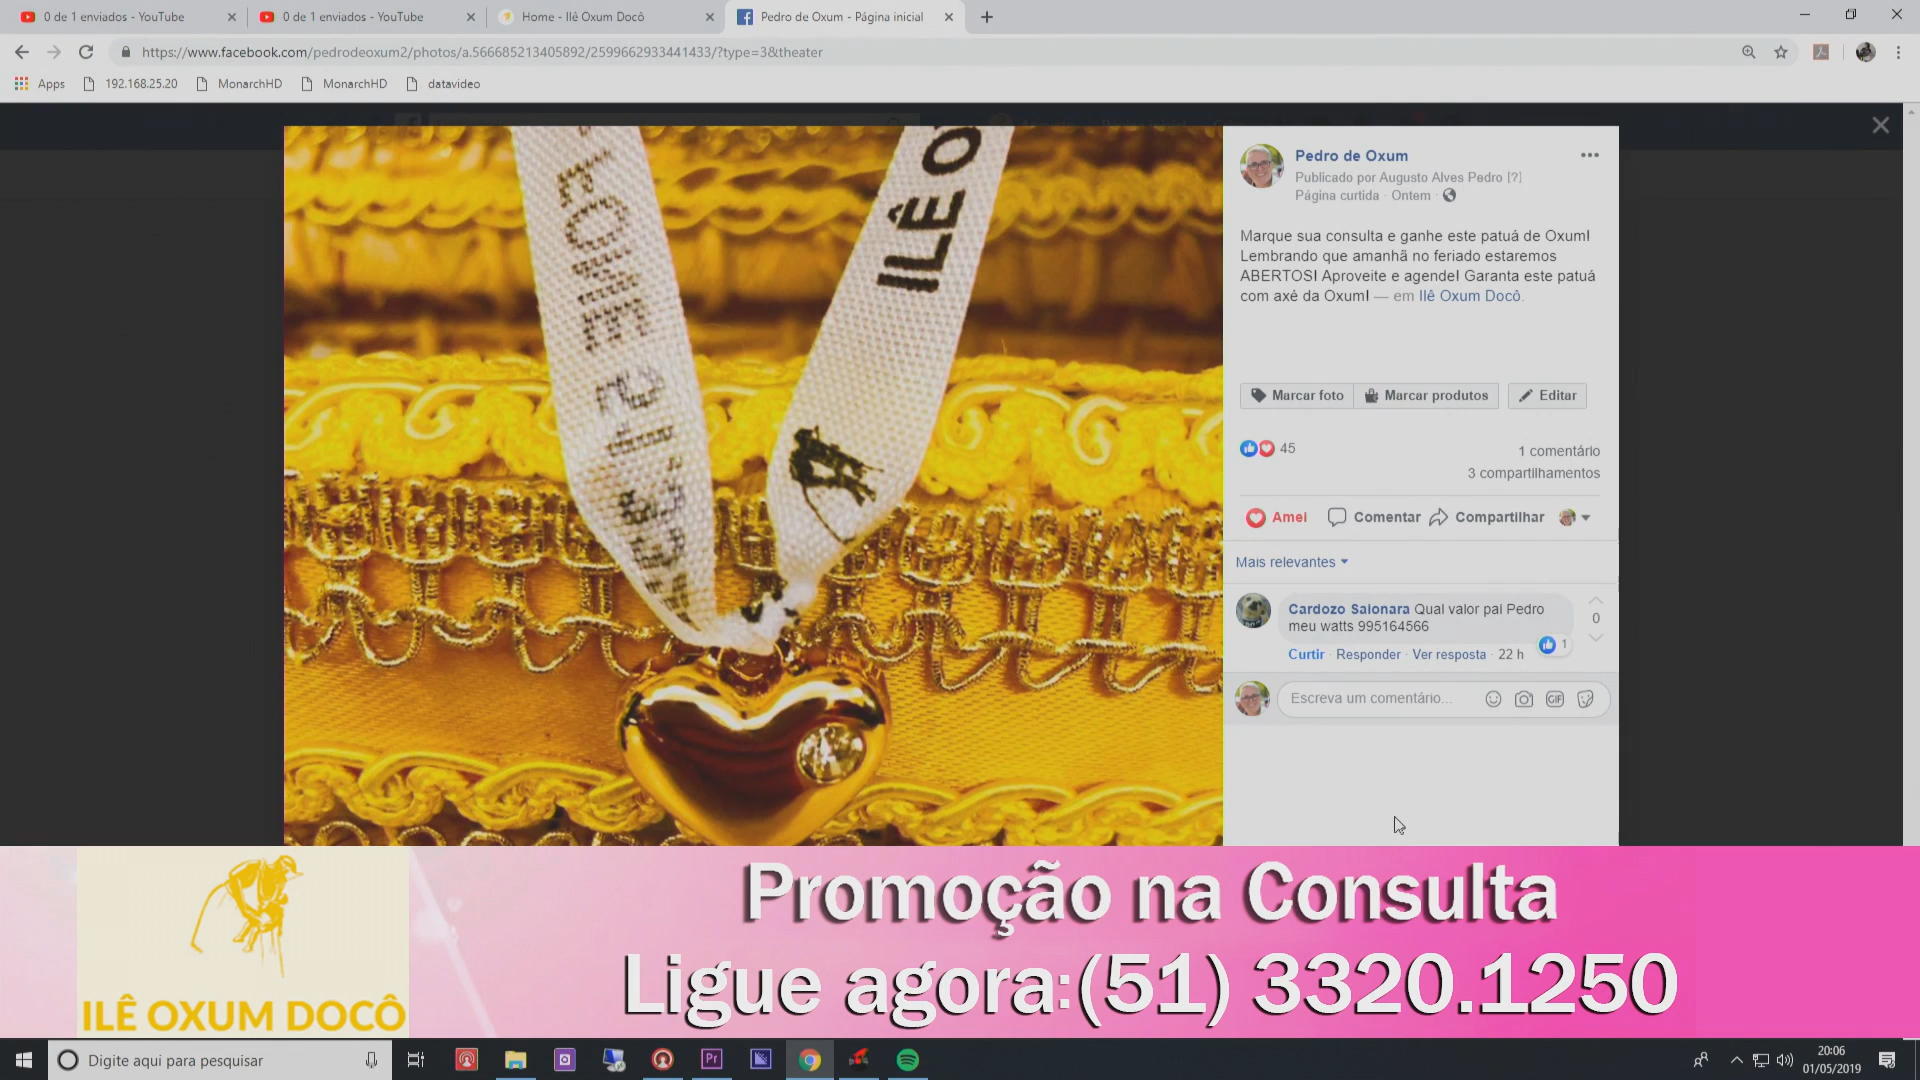 0 de 1 enviados - YouTube
0 de 1 enviados - YouTube
Home - Ilê Oxum Docô
Pedro de Oxum - Página inicial
https://www.facebook.com/pedrodeoxum2/photos/a.566685213405892/2599662933441433/?type=3&theater
Apps
192.168.25.20
MonarchHD
MonarchHD
datavideo
ILÊ O
Pedro de Oxum
Publicado por Augusto Alves Pedro [?]
Página curtida · Ontem ·
Marque sua consulta e ganhe este patuá de Oxum!
Lembrando que amanhã no feriado estaremos
ABERTOS! Aproveite e agende! Garanta este patuá
com axé da Oxum! — em Ilê Oxum Docô.
Marcar foto
Marcar produtos
Editar
45
1 comentário
3 compartilhamentos
Amei
Comentar
Compartilhar
Mais relevantes
Cardozo Saionara Qual valor pai Pedro
meu watts 995164566
0
1
Curtir · Responder · Ver resposta · 22 h
Escreva um comentário...
GIF
Promoção na Consulta
Ligue agora:(51) 3320.1250
ILÊ OXUM DOCÔ
Digite aqui para pesquisar
Pr
20:06
01/05/2019